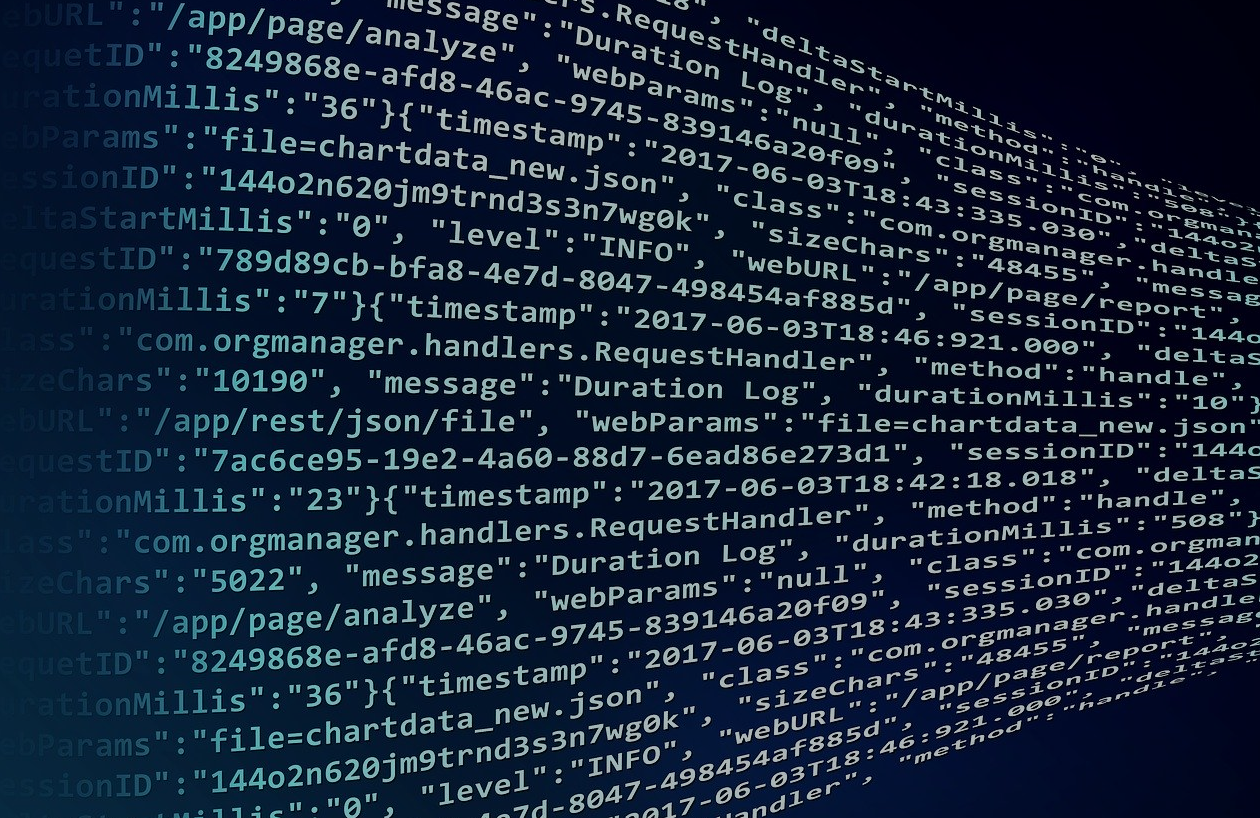 ebURL":"/app/page/analyze", "webParams":"null", "class":"com.orgmana
message":"Duration Log", "durationMillis":"508"}
rs.RequestHandler", "method":"handle",
18", "deltaStartMillis":"0",
equetID":"8249868e-afd8-46ac-9745-839146a20f09", "sessionID":"144o2
urationMillis":"36"}{"timestamp":"2017-06-03T18:43:335.030","deltaS
ebParams":"file=chartdata_new.json", "class":"com.orgmanager.handle
essionID":"144o2n620jm9trnd3s3n7wg0k", "sizeChars":"48455", "messag
eltaStartMillis":"0", "level":"INFO", "webURL":"/app/page/report",
equestID":"789d89cb-bfa8-4e7d-8047-498454af885d", "sessionID":"144o
urationMillis":"7"}{"timestamp":"2017-06-03T18:46:921.000", "deltaS
lass":"com.orgmanager.handlers.RequestHandler", "method":"handle",
izeChars":"10190", "message":"Duration Log", "durationMillis":"10"}
ebURL":"/app/rest/json/file", "webParams":"file=chartdata_new.json"
equestID":"7ac6ce95-19e2-4a60-88d7-6ead86e273d1", "sessionID":"144o
urationMillis":"23"}{"timestamp":"2017-06-03T18:42:18.018", "deltaS
lass":"com.orgmanager.handlers.RequestHandler", "method":"handle",
izeChars":"5022", "message":"Duration Log", "durationMillis":"508"}
ebURL":"/app/page/analyze", "webParams":"null", "class":"com.orgman
equetID":"8249868e-afd8-46ac-9745-839146a20f09", "sessionID":"144o2
urationMillis":"36"}{"timestamp":"2017-06-03T18:43:335.030","deltaS
ebParams":"file=chartdata_new.json", "class":"com.orgmanager.handle
essionID":"144o2n620jm9trnd3s3n7wg0k", "sizeChars":"48455", "message
StartMillis":"0", "level":"INFO", "webURL":"/app/page/report",
4e7d-8047-498454af885d", "sessionID":"144o2
2017-06-03T18:46:921.000", "deltaSt
Handler", "method":"handle",